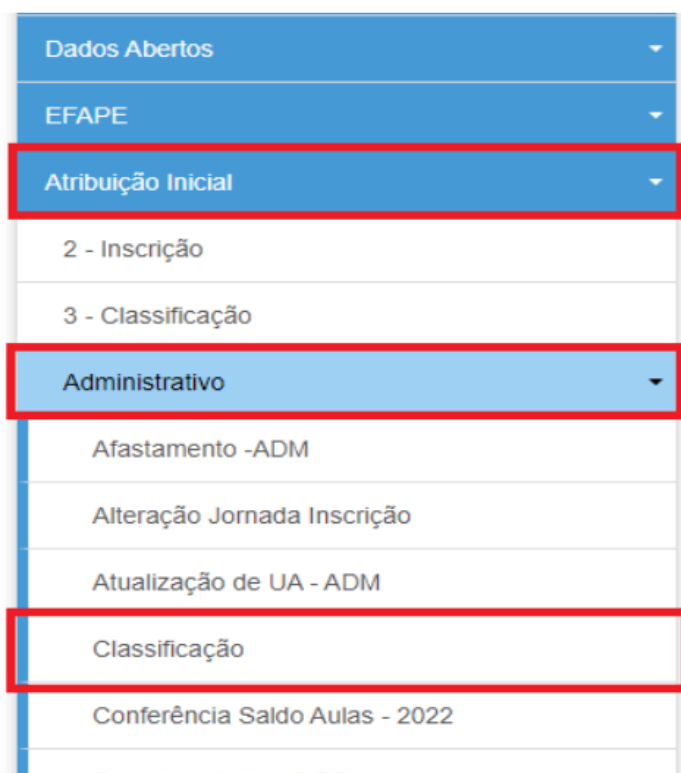 Dados Abertos
EFAPE
Atribuição Inicial
2 - Inscrição
3 - Classificação
Administrativo
Afastamento -ADM
Alteração Jornada Inscrição
Atualização de UA - ADM
Classificação
Conferência Saldo Aulas - 2022